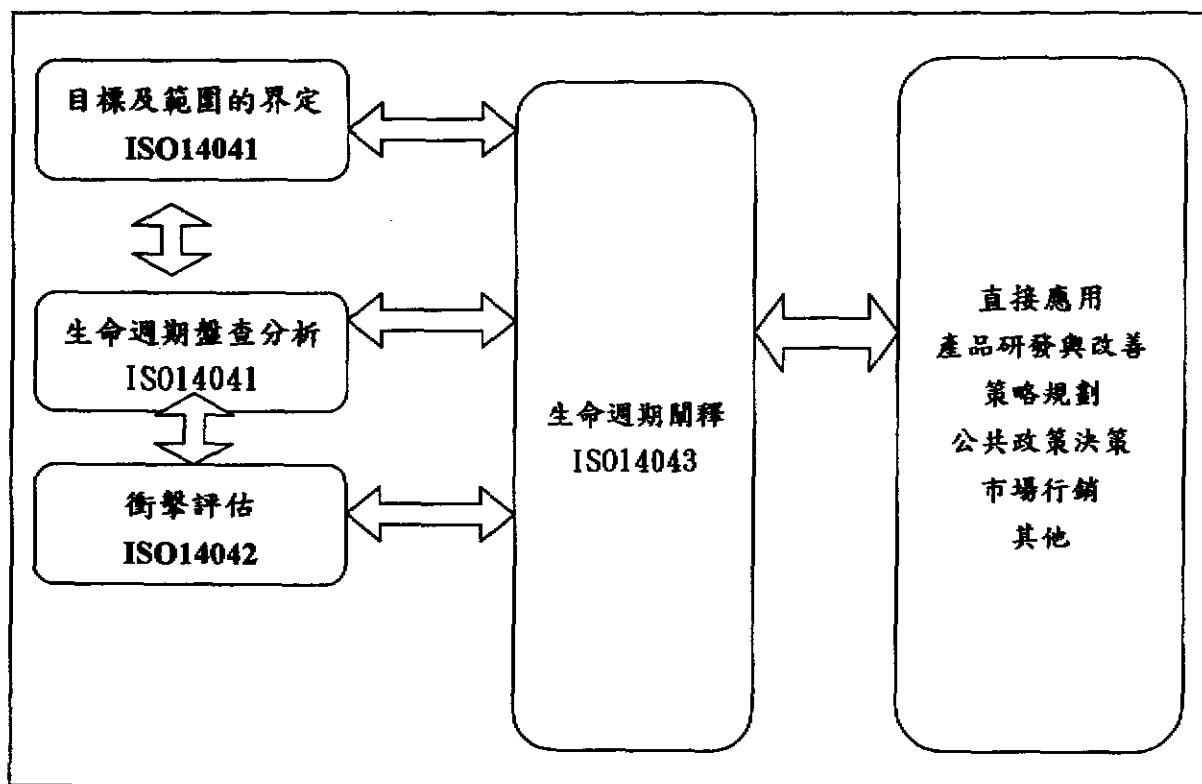 目標及範圍的界定
ISO14041
生命週期盤查分析
ISO14041
衝擊評估
ISO14042
生命週期闡釋
ISO14043
直接應用
產品研發與改善
策略規劃
公共政策決策
市場行銷
其他